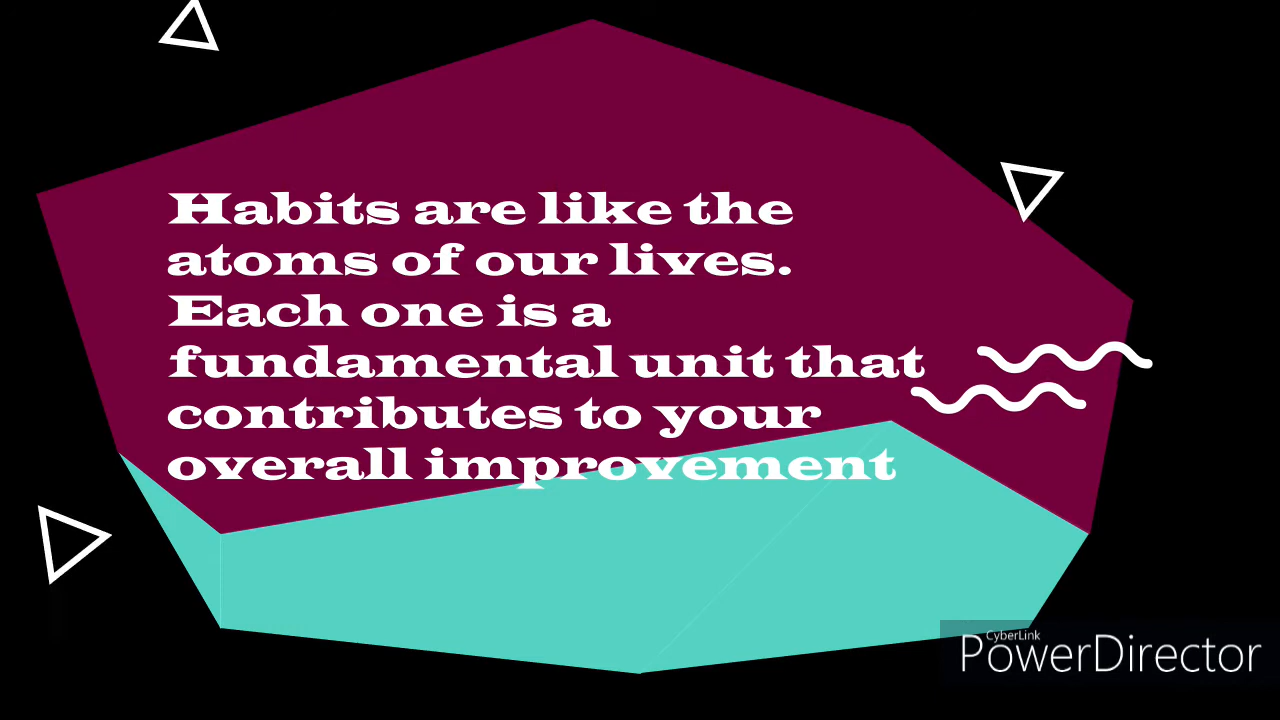 Habits are like the
atoms of our lives.
Each one is a
fundamental unit that
contributes to your
overall improvement
CyberLink
PowerDirector